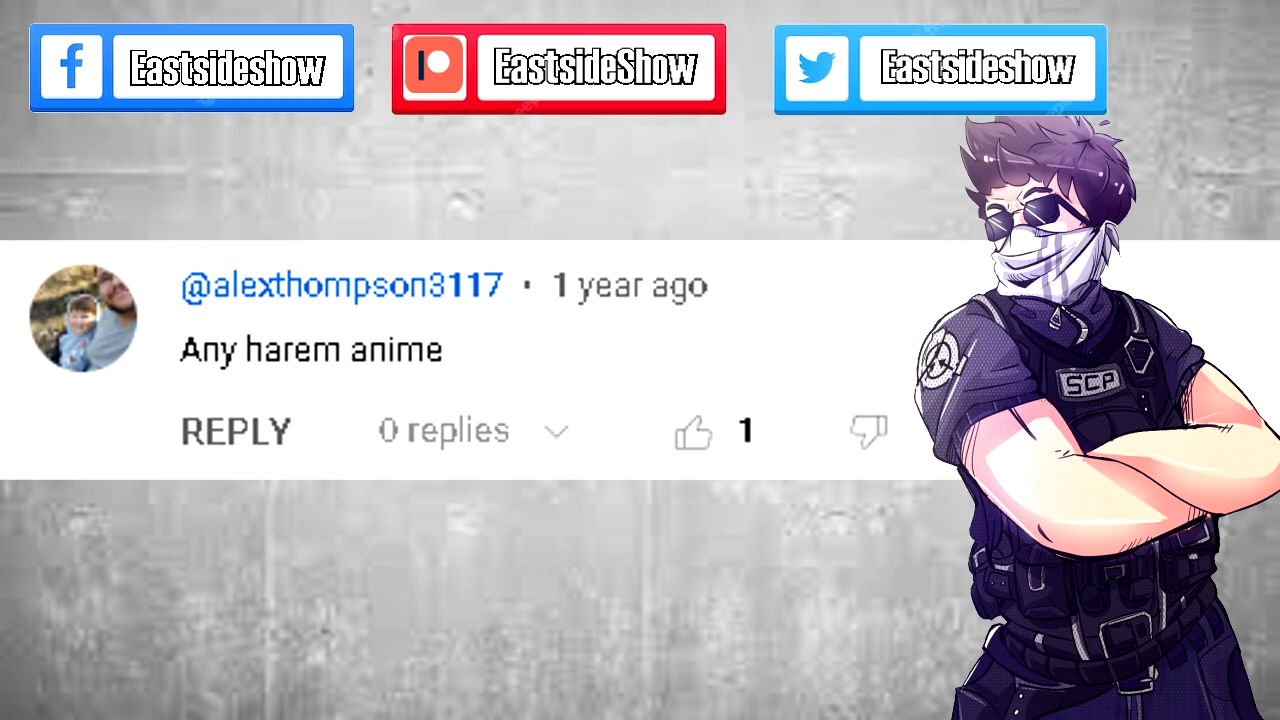 Eastsideshow
EastsideShow
Eastsideshow
@alexthompson3117 · 1 year ago
Any harem anime
REPLY 0 replies 1
SCP